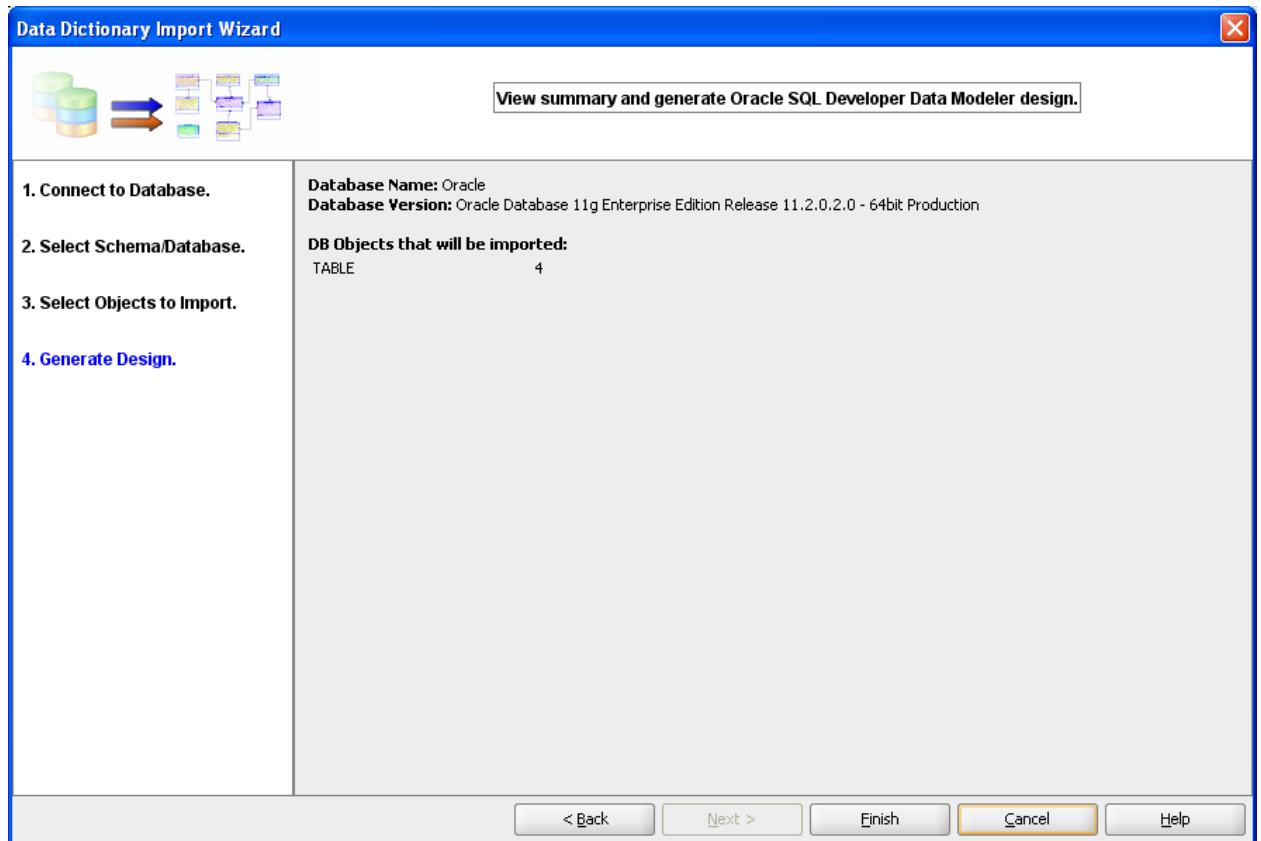 Data Dictionary Import Wizard
View summary and generate Oracle SQL Developer Data Modeler design.
1. Connect to Database.
2. Select Schema/Database.
3. Select Objects to Import.
4. Generate Design.
Database Name: Oracle
Database Version: Oracle Database 11g Enterprise Edition Release 11.2.0.2.0 - 64bit Production
DB Objects that will be imported:
TABLE 4
< Back Next > Finish Cancel Help